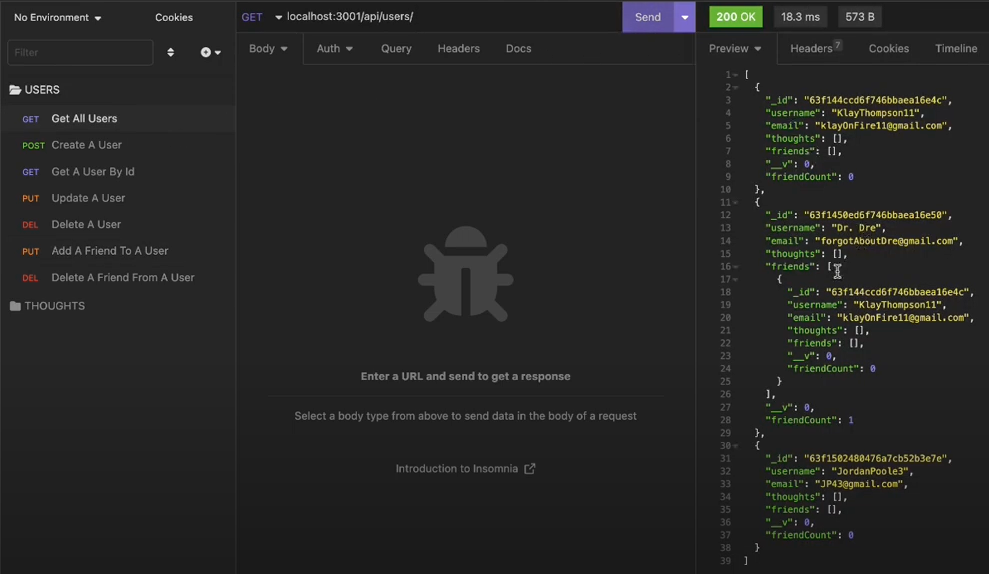 No Environment
Cookies
Filter
USERS
GET Get All Users
POST Create A User
GET Get A User By Id
PUT Update A User
DEL Delete A User
PUT Add A Friend To A User
DEL Delete A Friend From A User
THOUGHTS
GET localhost:3001/api/users/ Send
Body Auth Query Headers Docs
Enter a URL and send to get a response
Select a body type from above to send data in the body of a request
Introduction to Insomnia
200 OK 18.3 ms 573 B
Preview Headers 7 Cookies Timeline
1 [
2 {
3 "_id": "63f144ccd6f746bbaea16e4c",
4 "username": "KlayThompson11",
5 "email": "klayOnFire11@gmail.com",
6 "thoughts": [],
7 "friends": [],
8 "__v": 0,
9 "friendCount": 0
10 },
11 {
12 "_id": "63f1450ed6f746bbaea16e50",
13 "username": "Dr. Dre",
14 "email": "forgotAboutDre@gmail.com",
15 "thoughts": [],
16 "friends": [
17 {
18 "_id": "63f144ccd6f746bbaea16e4c",
19 "username": "KlayThompson11",
20 "email": "klayOnFire11@gmail.com",
21 "thoughts": [],
22 "friends": [],
23 "__v": 0,
24 "friendCount": 0
25 }
26 ],
27 "__v": 0,
28 "friendCount": 1
29 },
30 {
31 "_id": "63f1502480476a7cb52b3e7e",
32 "username": "JordanPoole3",
33 "email": "JP43@gmail.com",
34 "thoughts": [],
35 "friends": [],
36 "__v": 0,
37 "friendCount": 0
38 }
39 ]